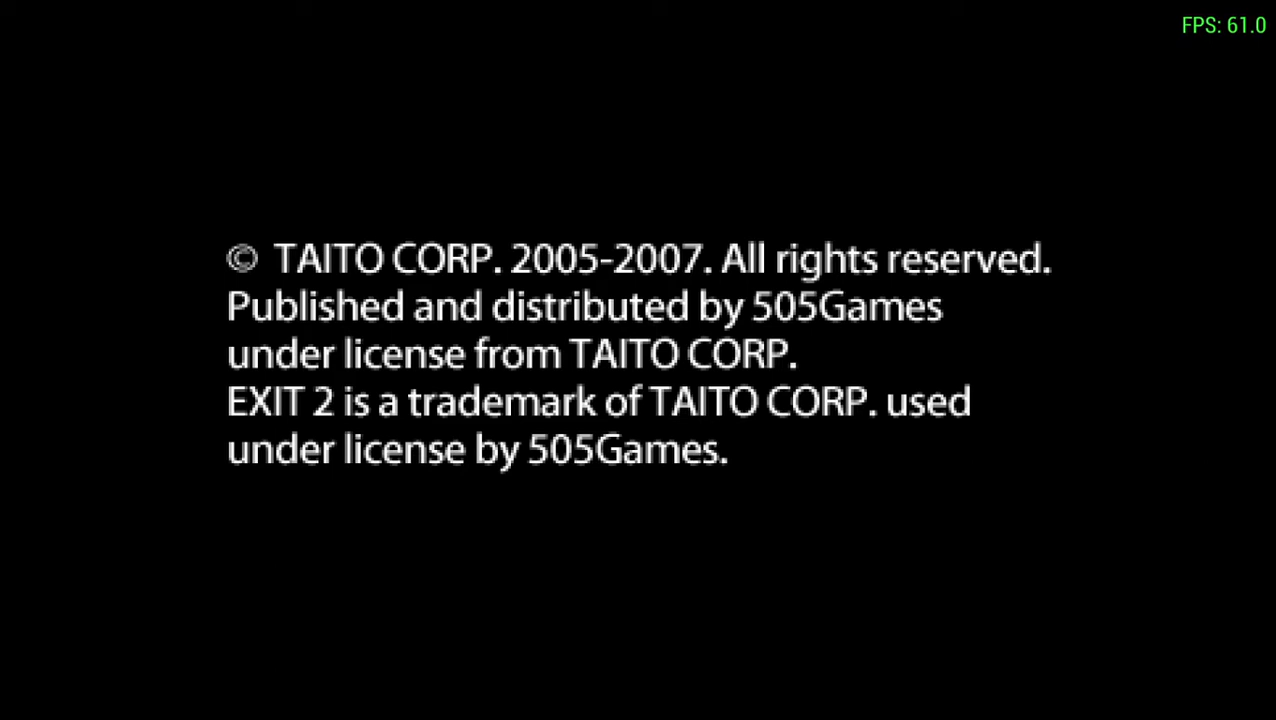 FPS: 61.0
© TAITO CORP. 2005-2007. All rights reserved.
Published and distributed by 505Games
under license from TAITO CORP.
EXIT 2 is a trademark of TAITO CORP. used
under license by 505Games.